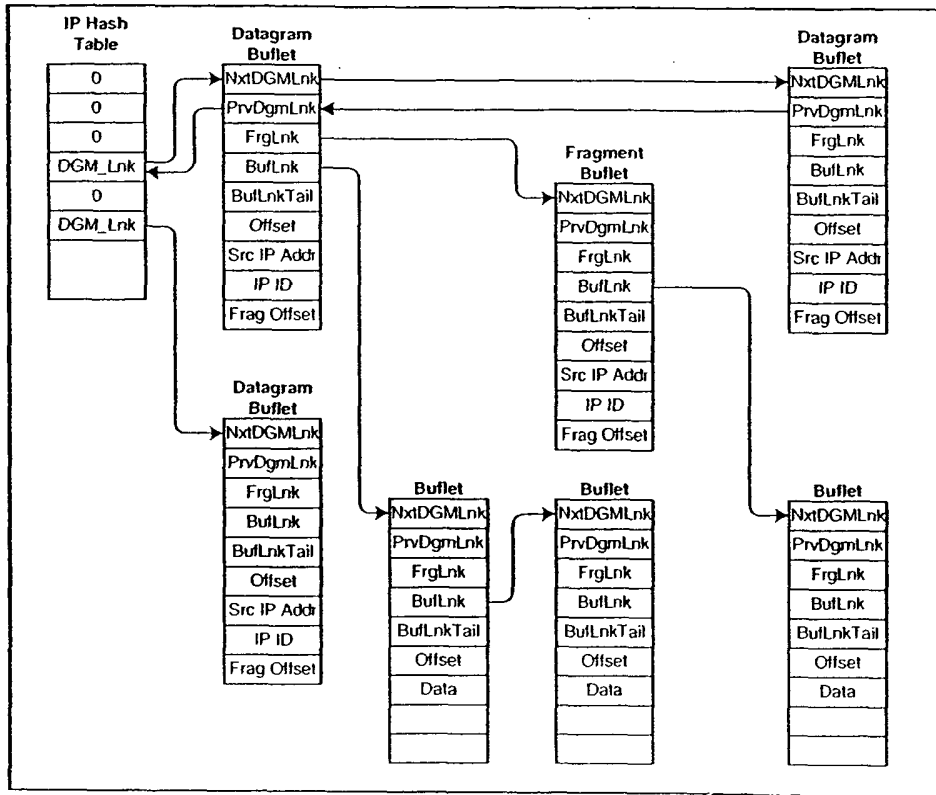 IP Hash
Table
0
0
0
DGM_Lnk
0
DGM_Lnk
Datagram
Buflet
NxtDGMLnk
PrvDgmLnk
FrgLnk
BufLnk
BufLnkTail
Offset
Src IP Addr
IP ID
Frag Offset
Datagram
Buflet
NxtDGMLnk
PrvDgmLnk
FrgLnk
BufLnk
BufLnkTail
Offset
Src IP Addr
IP ID
Frag Offset
Fragment
Buflet
NxtDGMLnk
PrvDgmLnk
FrgLnk
BufLnk
BufLnkTail
Offset
Src IP Addr
IP ID
Frag Offset
Datagram
Buflet
NxtDGMLnk
PrvDgmLnk
FrgLnk
BufLnk
BufLnkTail
Offset
Src IP Addr
IP ID
Frag Offset
Buflet
NxtDGMLnk
PrvDgmLnk
FrgLnk
BufLnk
BufLnkTail
Offset
Data
Buflet
NxtDGMLnk
PrvDgmLnk
FrgLnk
BufLnk
BufLnkTail
Offset
Data
Buflet
NxtDGMLnk
PrvDgmLnk
FrgLnk
BufLnk
BufLnkTail
Offset
Data